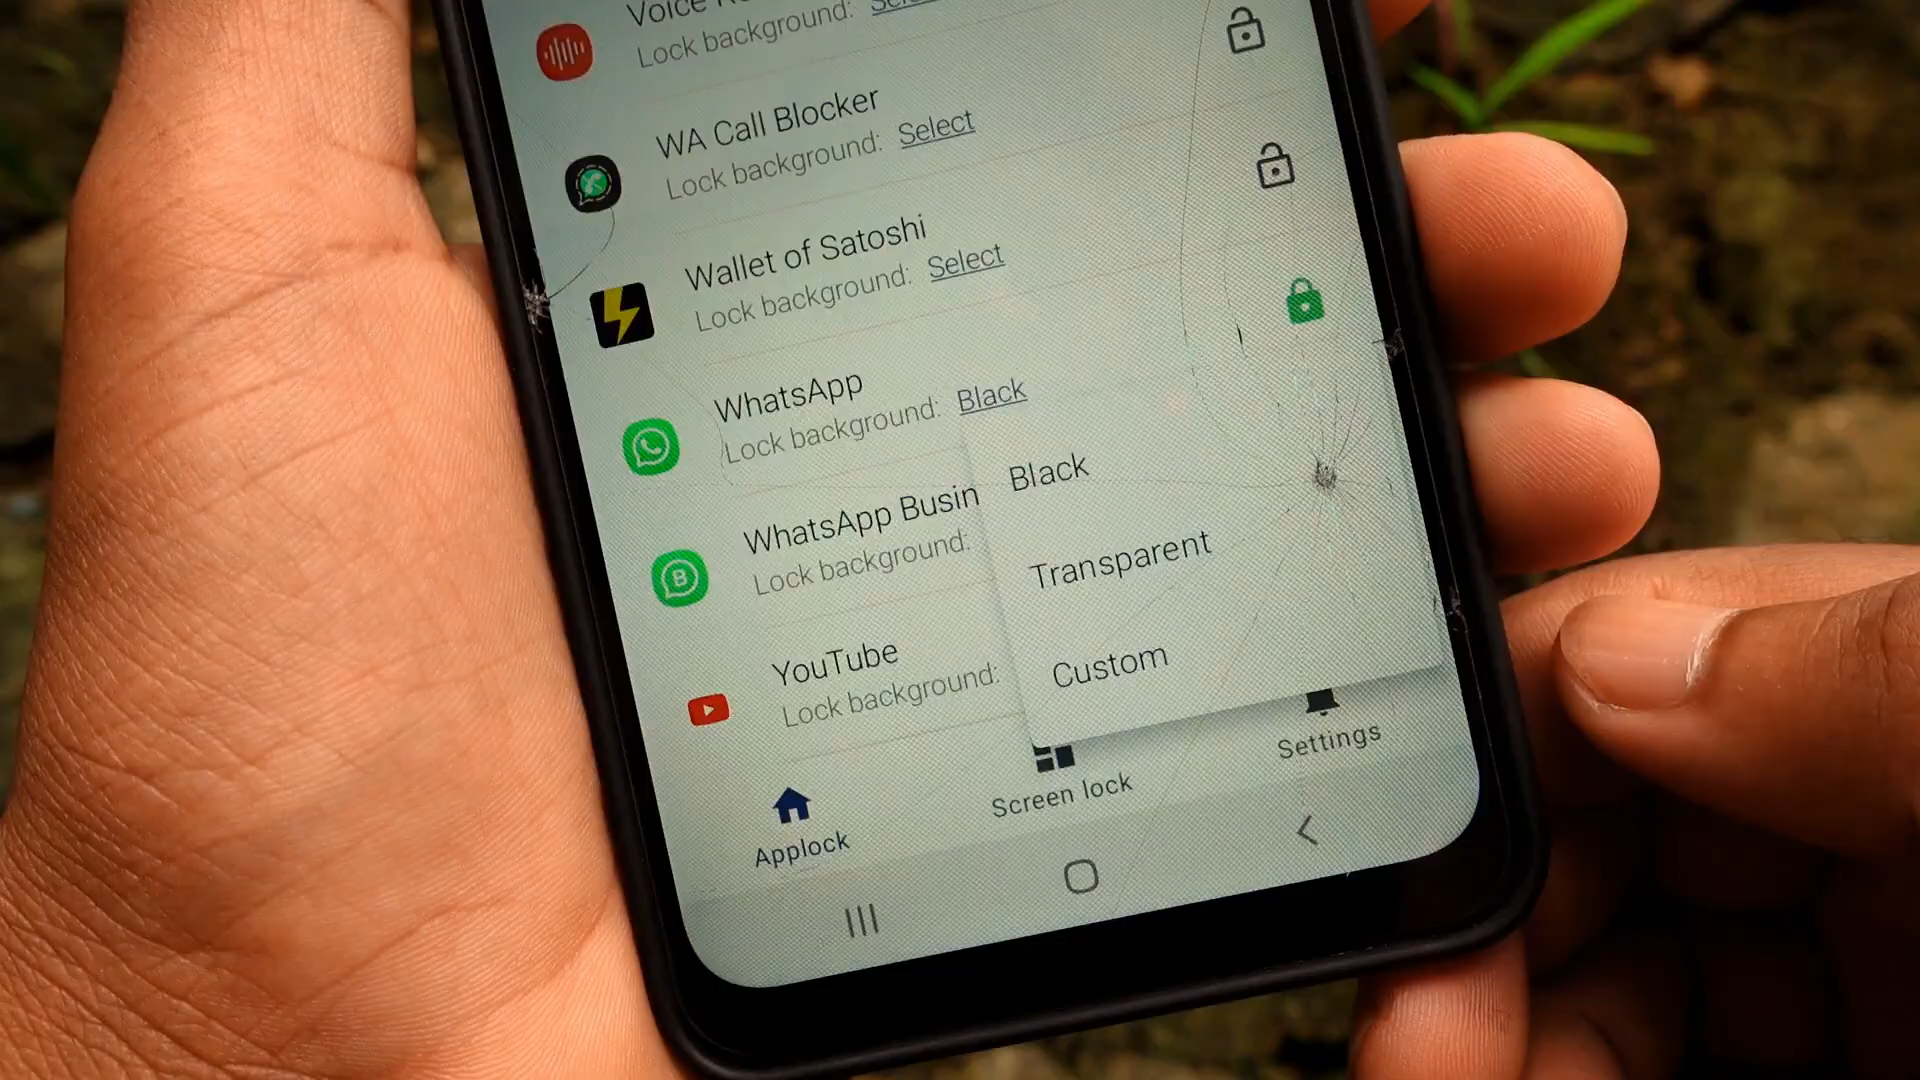 Voice
Lock background:
WA Call Blocker
Lock background: Select
Wallet of Satoshi
Lock background: Select
WhatsApp
Lock background: Black
WhatsApp Busin
Lock background:
YouTube
Lock background:
Black
Transparent
Custom
Applock
Screen lock
Settings